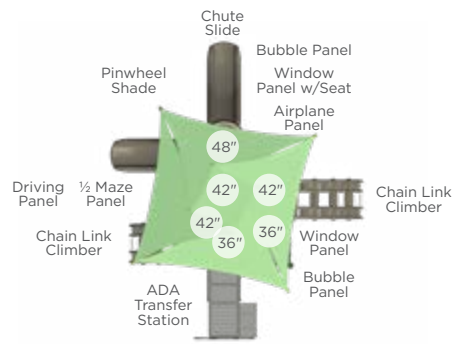 Chute
Slide
Bubble Panel
Pinwheel
Shade
Window
Panel w/Seat
Airplane
Panel
48"
Driving
Panel
½ Maze
Panel
42"
42"
Chain Link
Climber
42"
36"
36"
Chain Link
Climber
Window
Panel
Bubble
Panel
ADA
Transfer
Station